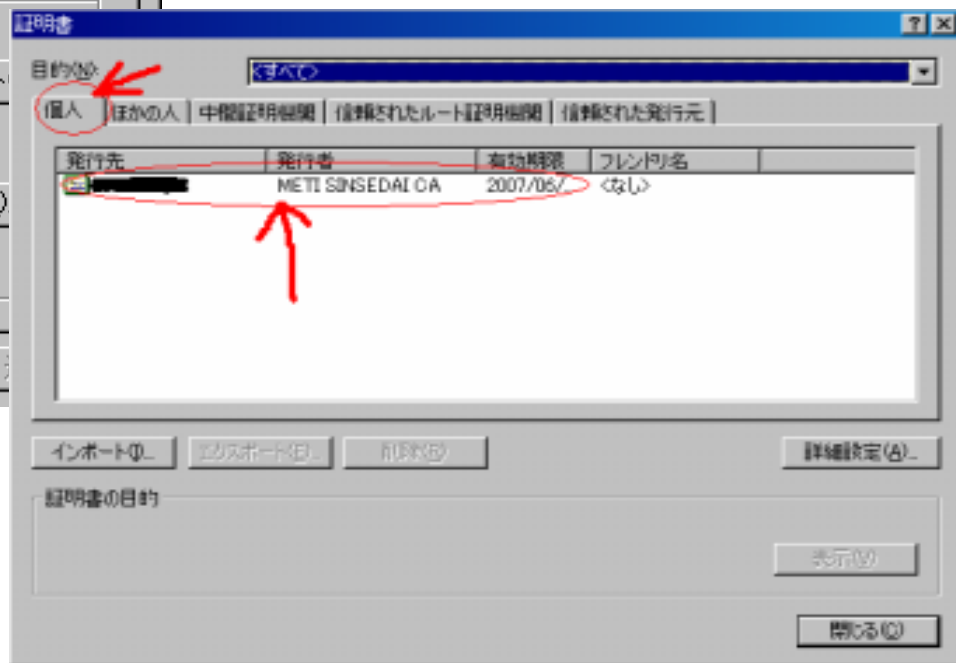 証明書
目的(N):
<すべて>
個人
ほかの人
中間証明機関
信頼されたルート証明機関
信頼された発行元
発行先 発行者 有効期限 フレンドリ名
METI SINSEDAI CA 2007/06/... <なし>
インポート(I)...
エクスポート(E)...
削除(R)
詳細設定(A)...
証明書の目的
表示(V)
閉じる(C)